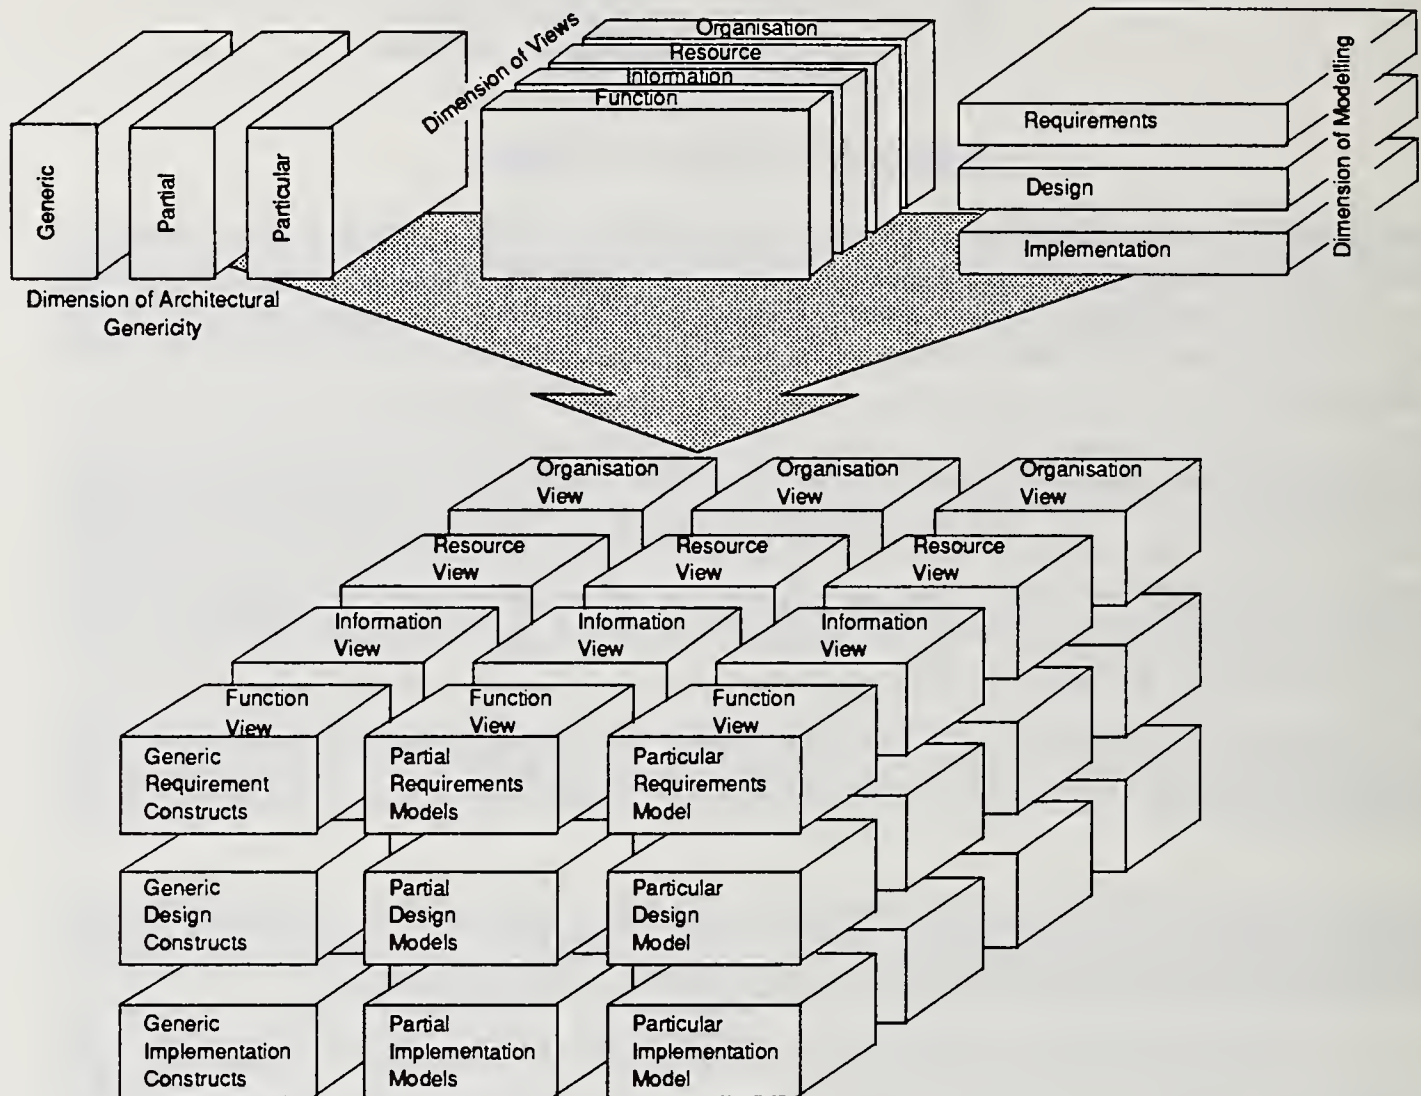 Organisation
Resource
Information
Function
Dimension of Views
Generic
Partial
Particular
Dimension of Architectural
Genericity
Requirements
Design
Implementation
Dimension of Modelling
Organisation
View
Organisation
View
Organisation
View
Resource
View
Resource
View
Resource
View
Information
View
Information
View
Information
View
Function
View
Function
View
Function
View
Generic
Requirement
Constructs
Partial
Requirements
Models
Particular
Requirements
Model
Generic
Design
Constructs
Partial
Design
Models
Particular
Design
Model
Generic
Implementation
Constructs
Partial
Implementation
Models
Particular
Implementation
Model